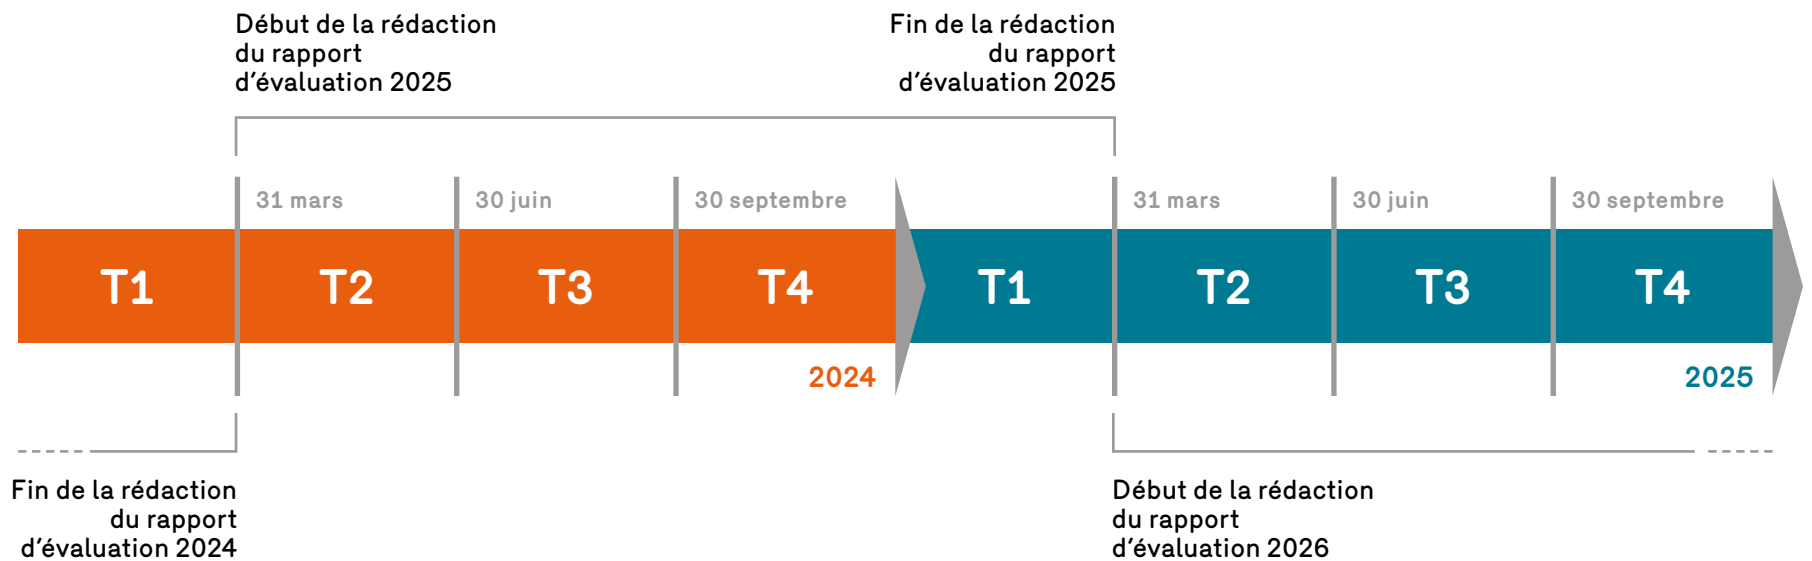 Début de la rédaction
du rapport
d’évaluation 2025
Fin de la rédaction
du rapport
d’évaluation 2025
31 mars
30 juin
30 septembre
31 mars
30 juin
30 septembre
T1
T2
T3
T4
T1
T2
T3
T4
2024
2025
Fin de la rédaction
du rapport
d’évaluation 2024
Début de la rédaction
du rapport
d’évaluation 2026